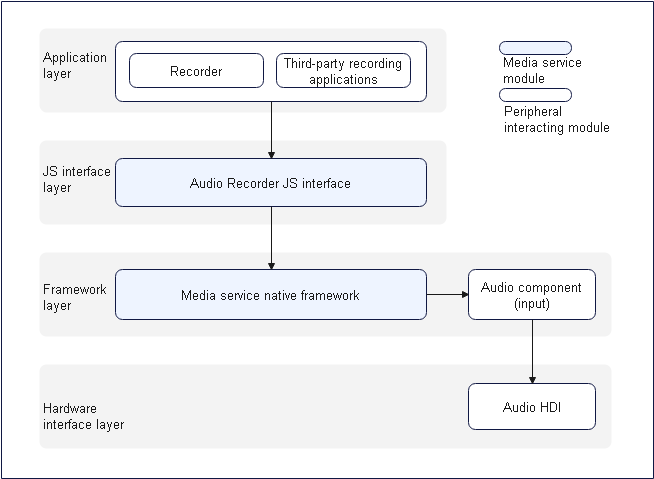 Application
layer
Recorder
Third-party recording
applications
Media service
module
Peripheral
interacting module
JS interface
layer
Audio Recorder JS interface
Framework
layer
Media service native framework
Audio component
(input)
Hardware
interface layer
Audio HDI